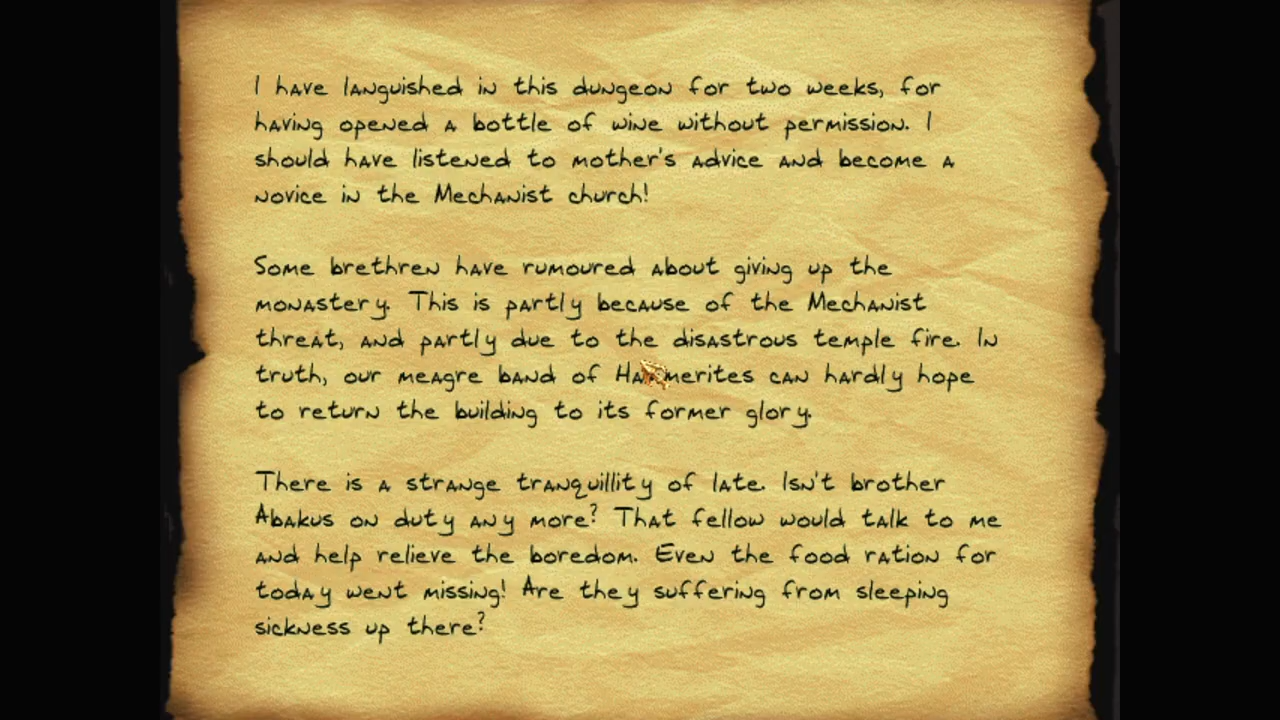 I have languished in this dungeon for two weeks, for
having opened a bottle of wine without permission. I
should have listened to mother's advice and become a
novice in the Mechanist church!
Some brethren have rumoured about giving up the
monastery. This is partly because of the Mechanist
threat, and partly due to the disastrous temple fire. In
truth, our meagre band of Hammerites can hardly hope
to return the building to its former glory.
There is a strange tranquillity of late. Isn't brother
Abakus on duty any more? That fellow would talk to me
and help relieve the boredom. Even the food ration for
today went missing! Are they suffering from sleeping
sickness up there?